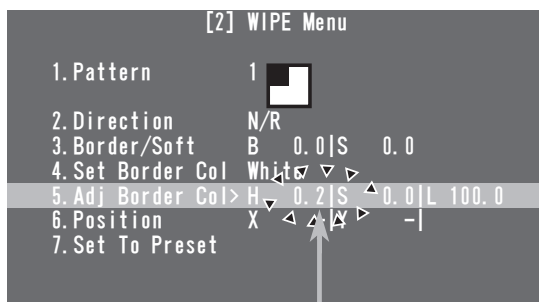 [2] WIPE Menu
1.Pattern 1
2.Direction N/R
3.Border/Soft B 0.0|S 0.0
4.Set Border Col White
5.Adj Border Col> H 0.2|S 0.0|L 100.0
6.Position X -|Y -|
7.Set To Preset